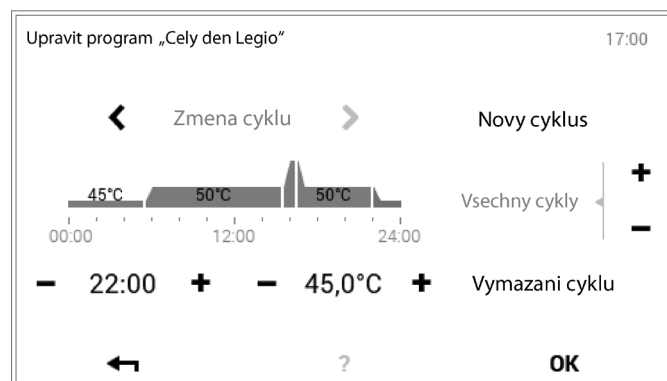 Upravit program „Cely den Legio“ 17:00
Zmena cyklu Novy cyklus
45°C 50°C 50°C
Vsechny cykly
00:00 12:00 24:00
22:00 45,0°C Vymazani cyklu
? OK